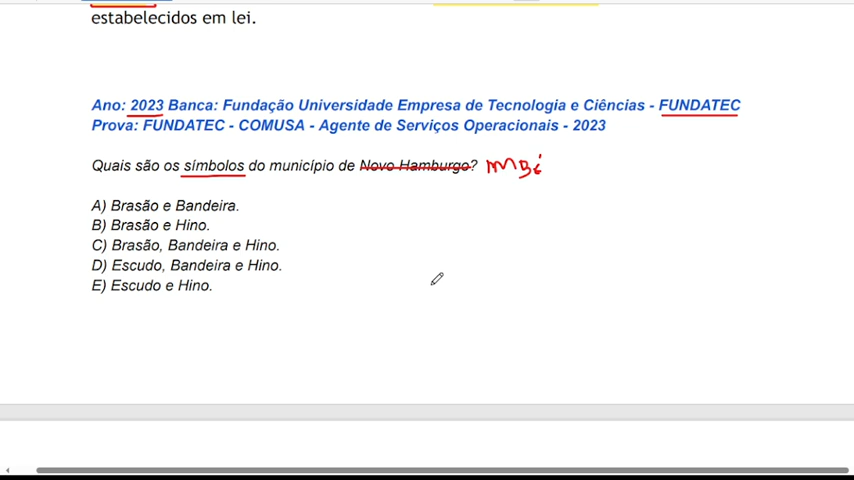 estabelecidos em lei.
Ano: 2023 Banca: Fundação Universidade Empresa de Tecnologia e Ciências - FUNDATEC
Prova: FUNDATEC - COMUSA - Agente de Serviços Operacionais - 2023
Quais são os símbolos do município de Novo Hamburgo? MBé
A) Brasão e Bandeira.
B) Brasão e Hino.
C) Brasão, Bandeira e Hino.
D) Escudo, Bandeira e Hino.
E) Escudo e Hino.